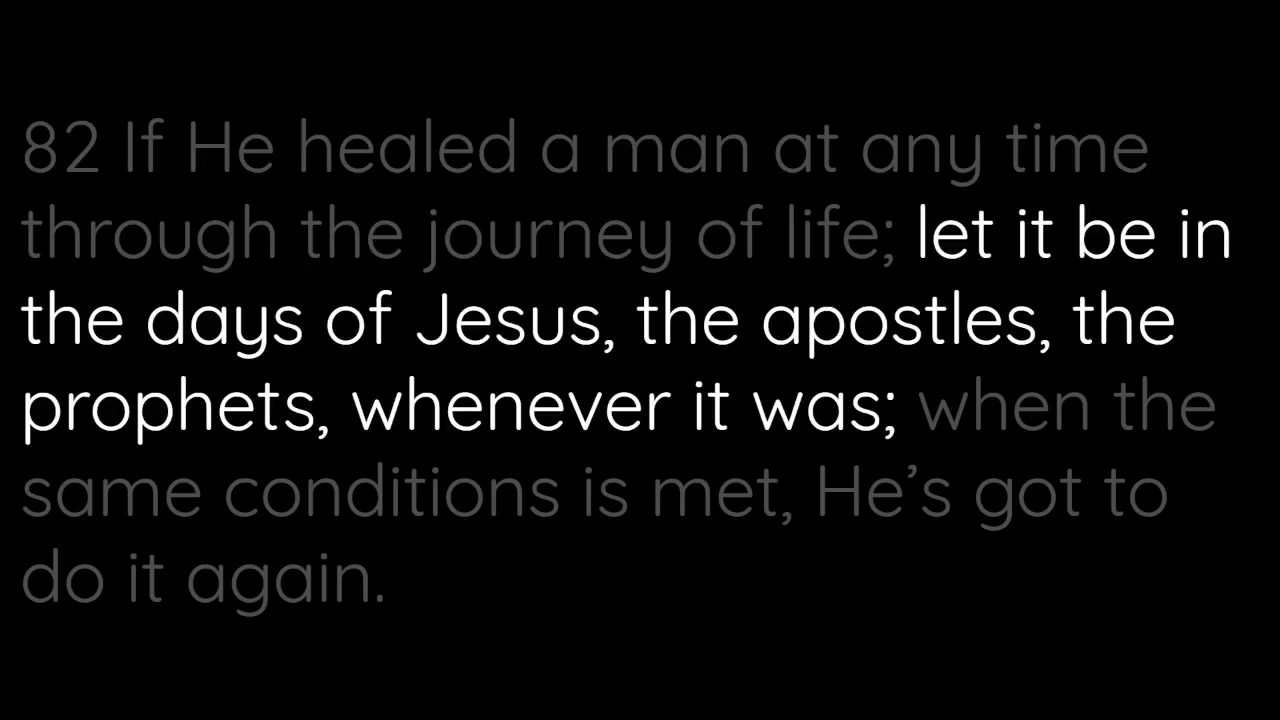 82 If He healed a man at any time
through the journey of life; let it be in
the days of Jesus, the apostles, the
prophets, whenever it was; when the
same conditions is met, He’s got to
do it again.